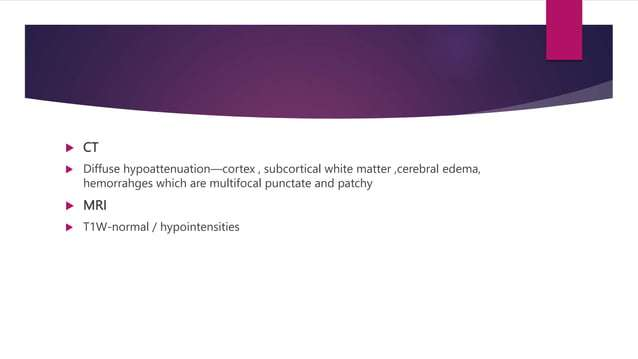 CT
Diffuse hypoattenuation—cortex , subcortical white matter ,cerebral edema,
hemorrahges which are multifocal punctate and patchy
MRI
T1W-normal / hypointensities